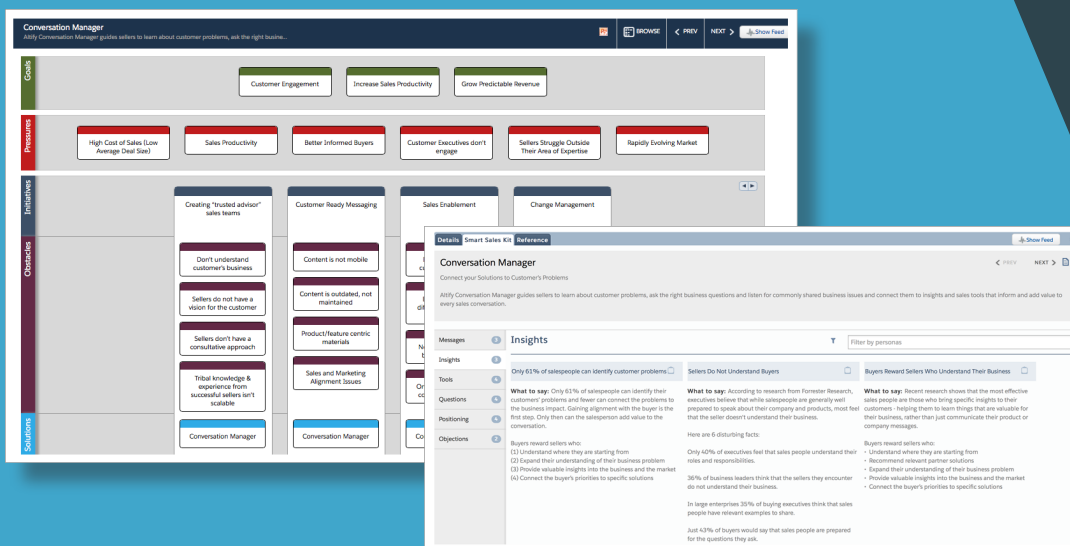 Conversation Manager
Altify Conversation Manager guides sellers to learn about customer problems, ask the right busine...
BROWSE
PREV
NEXT
Show Feed
Goals
Customer Engagement
Increase Sales Productivity
Grow Predictable Revenue
Pressures
High Cost of Sales (Low
Average Deal Size)
Sales Productivity
Better Informed Buyers
Customer Executives don't
engage
Sellers Struggle Outside
Their Area of Expertise
Rapidly Evolving Market
Initiatives
Creating "trusted advisor"
sales teams
Customer Ready Messaging
Sales Enablement
Change Management
Obstacles
Don't understand
customer's business
Content is not mobile
Sellers do not have a
vision for the customer
Content is outdated, not
maintained
Sellers don't have a
consultative approach
Product/feature centric
materials
Tribal knowledge &
experience from
successful sellers isn't
scalable
Sales and Marketing
Alignment Issues
Solutions
Conversation Manager
Conversation Manager
Details
Smart Sales Kit
Reference
Show Feed
Conversation Manager
PREV
NEXT
Connect your Solutions to Customer's Problems
Altify Conversation Manager guides sellers to learn about customer problems, ask the right business questions and listen for commonly shared business issues and connect them to insights and sales tools that inform and add value to
every sales conversation.
Messages 3
Insights 3
Tools
Questions
Positioning
Objections 2
Insights
Filter by personas
Only 61% of salespeople can identify customer problems
What to say: Only 61% of salespeople can identify their
customers' problems and fewer can connect the problems to
the business impact. Gaining alignment with the buyer is the
first step. Only then can the salesperson add value to the
conversation.
Buyers reward sellers who:
(1) Understand where they are starting from
(2) Expand their understanding of their business problem
(3) Provide valuable insights into the business and the market
(4) Connect the buyer's priorities to specific solutions
Sellers Do Not Understand Buyers
What to say: According to research from Forrester Research,
executives believe that while salespeople are generally well
prepared to speak about their company and products, most feel
that the seller doesn't understand their business.
Here are 6 disturbing facts:
Only 40% of executives feel that sales people understand their
roles and responsibilities.
36% of business leaders think that the sellers they encounter
do not understand their business.
In large enterprises 35% of buying executives think that sales
people have relevant examples to share.
Just 43% of buyers would say that sales people are prepared
for the questions they ask.
Buyers Reward Sellers Who Understand Their Business
What to say: Recent research shows that the most effective
sales people are those who bring specific insights to their
customers - helping them to learn things that are valuable for
their business, rather than just communicate their product or
company messages.
Buyers reward sellers who:
- Understand where they are starting from
- Recommend relevant partner solutions
- Expand their understanding of their business problem
- Provide valuable insights into the business and the market
- Connect the buyer's priorities to specific solutions